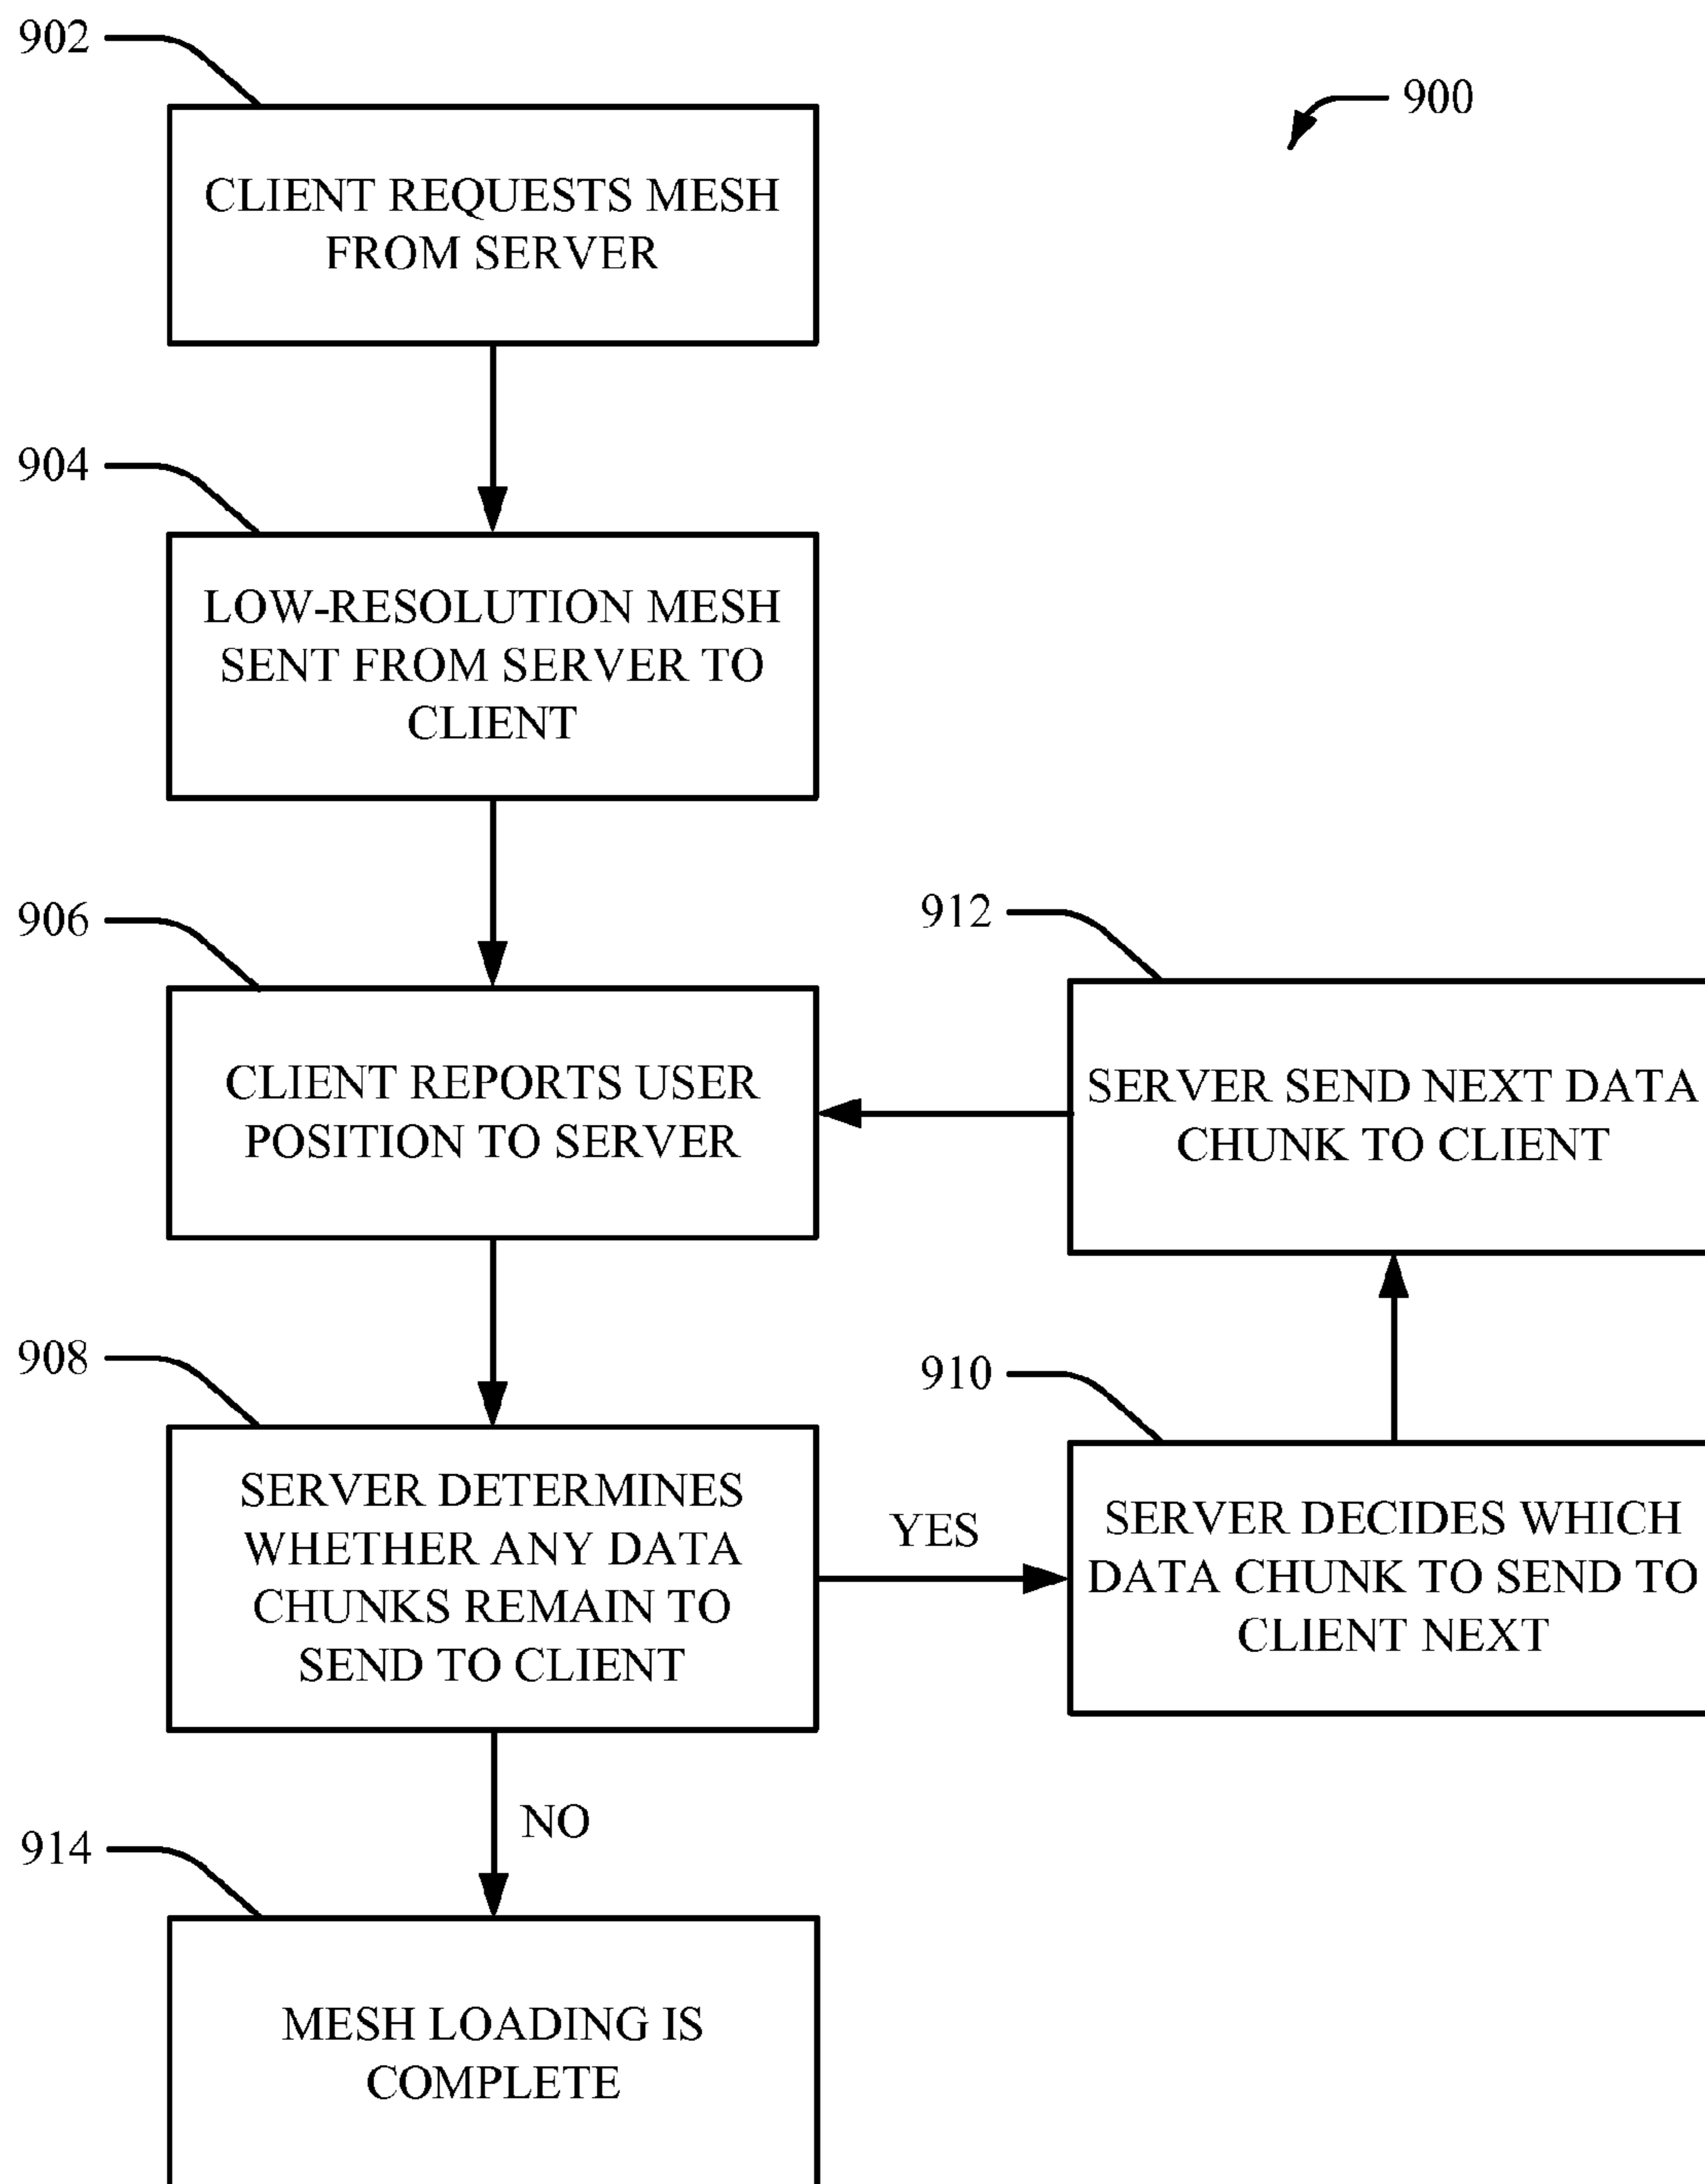 902
900
CLIENT REQUESTS MESH
FROM SERVER
904
LOW-RESOLUTION MESH
SENT FROM SERVER TO
CLIENT
906
CLIENT REPORTS USER
POSITION TO SERVER
912
SERVER SEND NEXT DATA
CHUNK TO CLIENT
908
SERVER DETERMINES
WHETHER ANY DATA
CHUNKS REMAIN TO
SEND TO CLIENT
YES
910
SERVER DECIDES WHICH
DATA CHUNK TO SEND TO
CLIENT NEXT
NO
914
MESH LOADING IS
COMPLETE